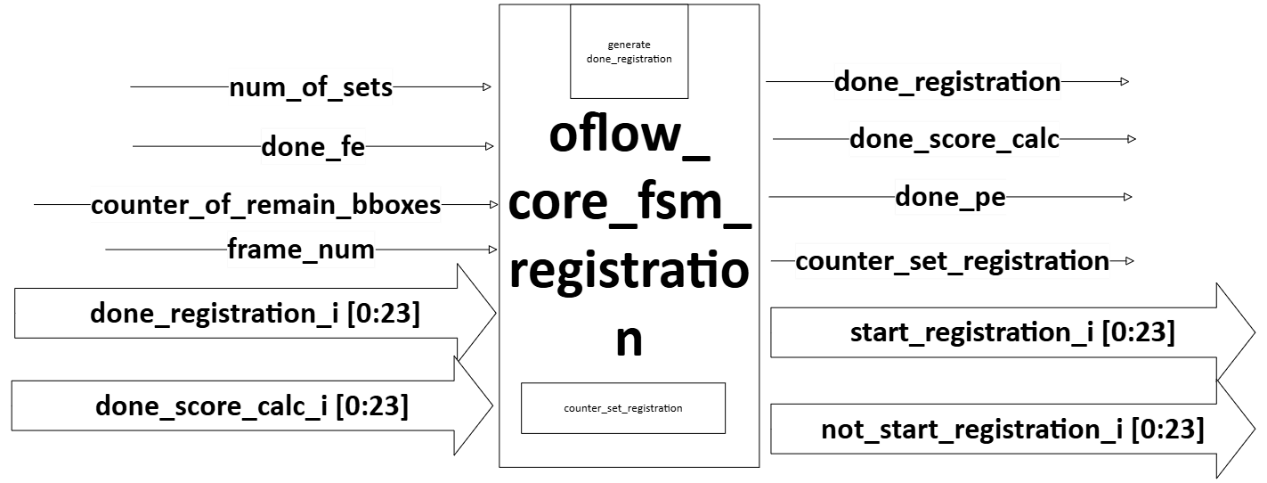 num_of_sets
done_fe
counter_of_remain_bboxes
frame_num
done_registration_i [0:23]
done_score_calc_i [0:23]
generate
done_registration
oflow_
core_fsm_
registratio
n
counter_set_registration
done_registration
done_score_calc
done_pe
counter_set_registration
start_registration_i [0:23]
not_start_registration_i [0:23]